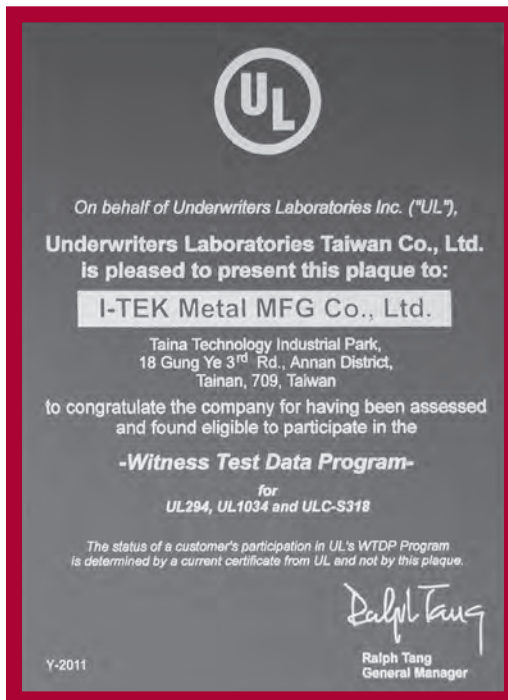 UL
On behalf of Underwriters Laboratories Inc. ("UL"),
Underwriters Laboratories Taiwan Co., Ltd.
is pleased to present this plaque to:
I-TEK Metal MFG Co., Ltd.
Taina Technology Industrial Park,
18 Gung Ye 3rd Rd., Annan District,
Tainan, 709, Taiwan
to congratulate the company for having been assessed
and found eligible to participate in the
-Witness Test Data Program-
for
UL294, UL1034 and ULC-S318
The status of a customer's participation in UL's WTDP Program
is determined by a current certificate from UL and not by this plaque.
Ralph Tang
Ralph Tang
General Manager
Y-2011